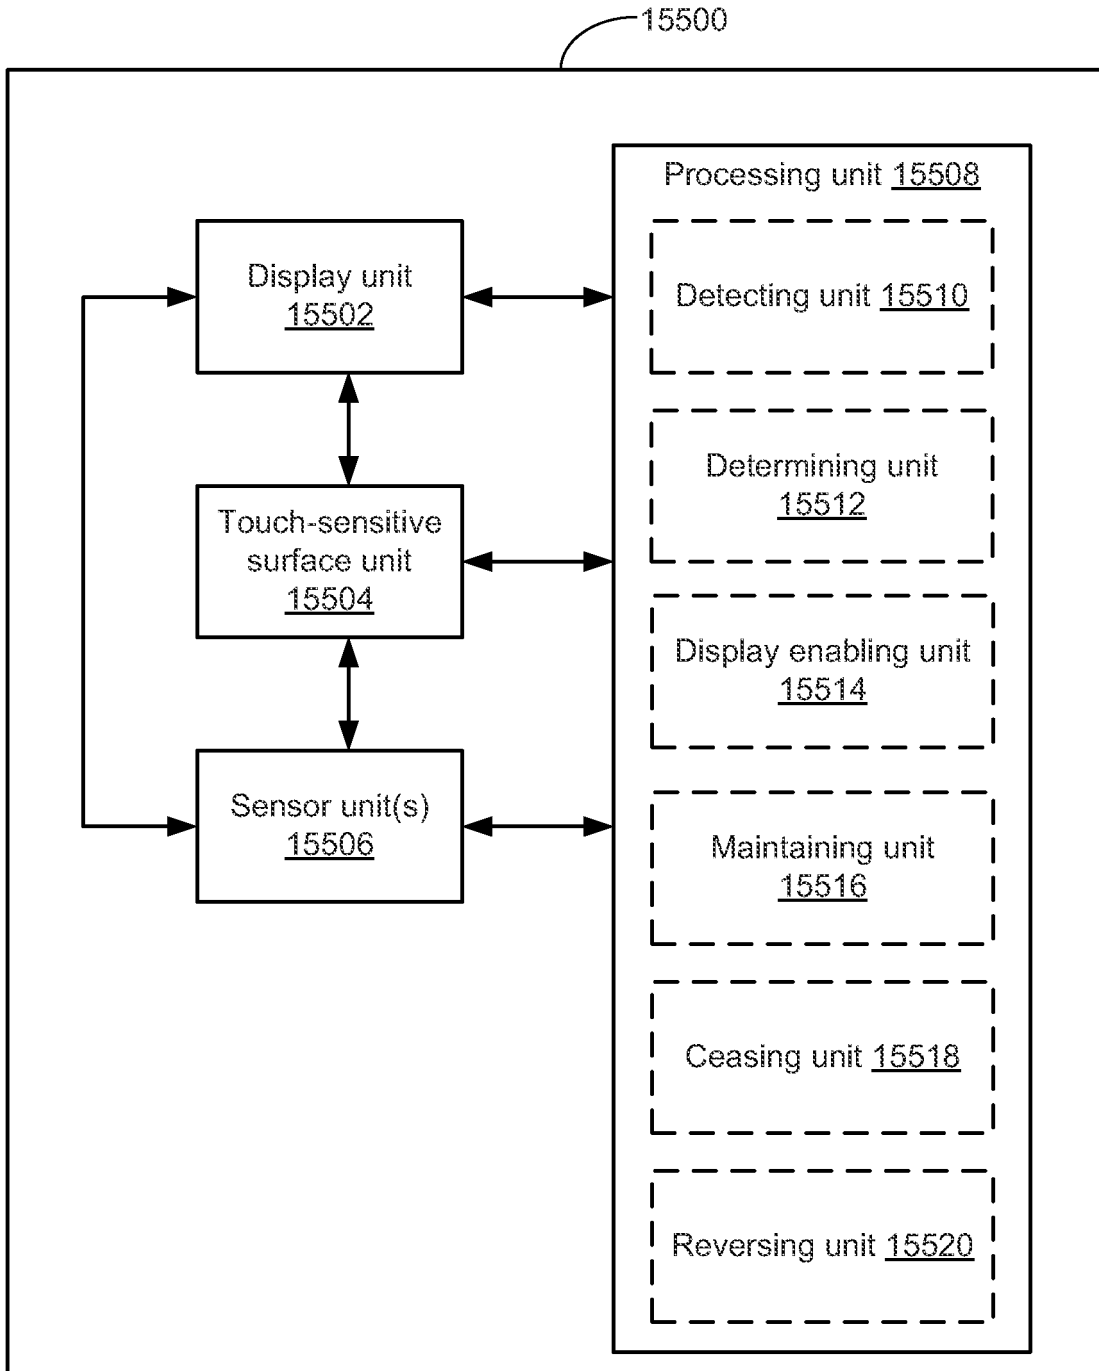 15500
Processing unit 15508
Display unit
15502
Detecting unit 15510
Determining unit
15512
Touch-sensitive
surface unit
15504
Display enabling unit
15514
Sensor unit(s)
15506
Maintaining unit
15516
Ceasing unit 15518
Reversing unit 15520